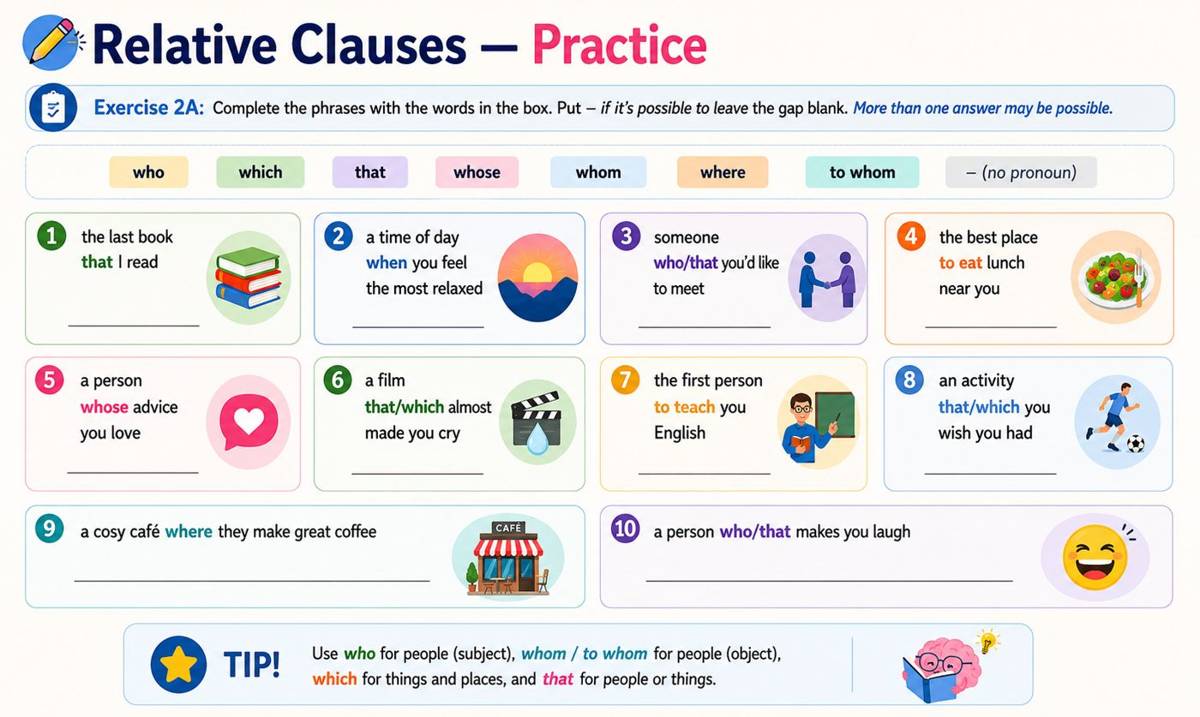 Relative Clauses — Practice
Exercise 2A: Complete the phrases with the words in the box. Put – if it's possible to leave the gap blank. More than one answer may be possible.
who which that whose whom where to whom – (no pronoun)
1
the last book
that I read
2
a time of day
when you feel
the most relaxed
3
someone
who/that you'd like
to meet
4
the best place
to eat lunch
near you
5
a person
whose advice
you love
6
a film
that/which almost
made you cry
7
the first person
to teach you
English
8
an activity
that/which you
wish you had
9
a cosy café where they make great coffee
CAFÉ
10
a person who/that makes you laugh
TIP!
Use who for people (subject), whom / to whom for people (object),
which for things and places, and that for people or things.